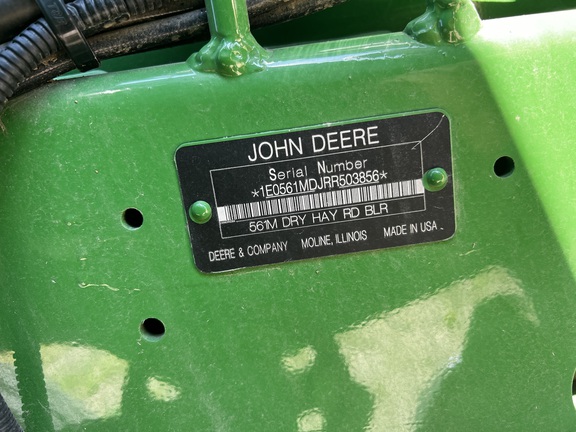 JOHN DEERE
Serial Number
*1E0561MDJRR503856*
561M DRY HAY RD BLR
DEERE & COMPANY MOLINE, ILLINOIS MADE IN USA